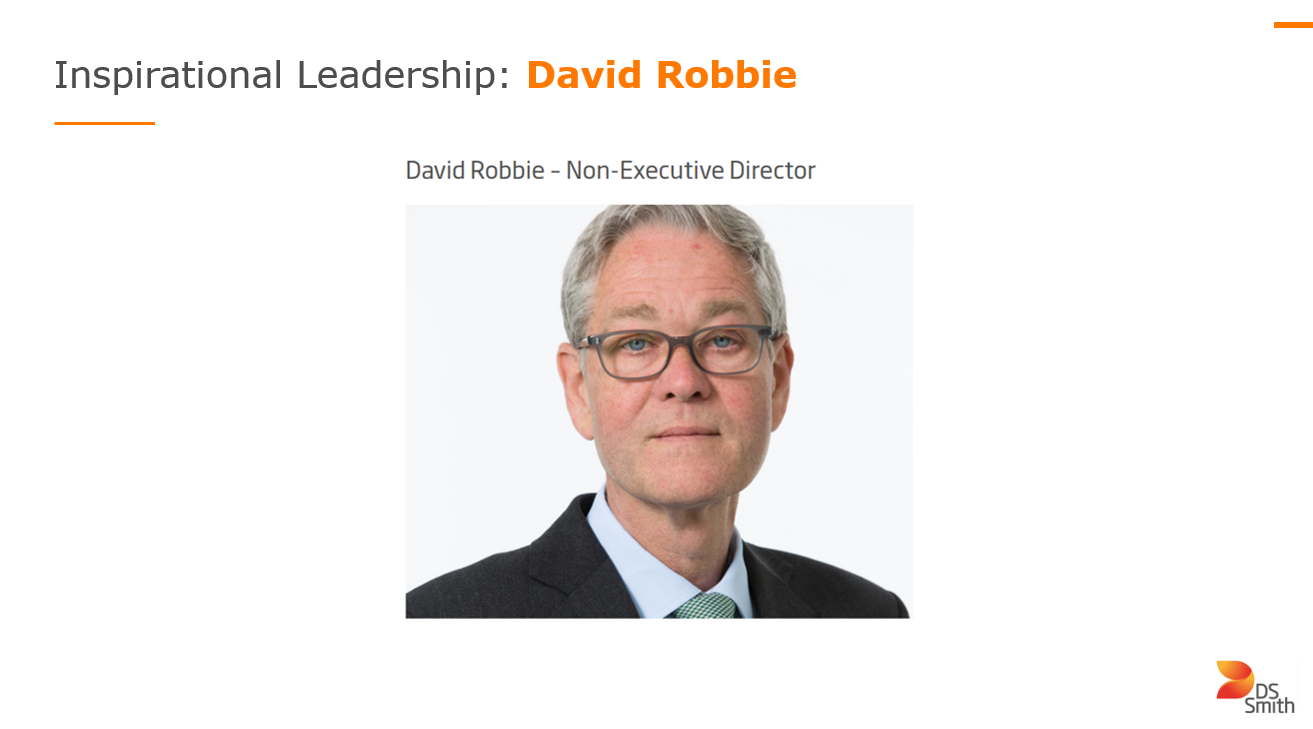 Inspirational Leadership: David Robbie
David Robbie – Non-Executive Director
DS
Smith